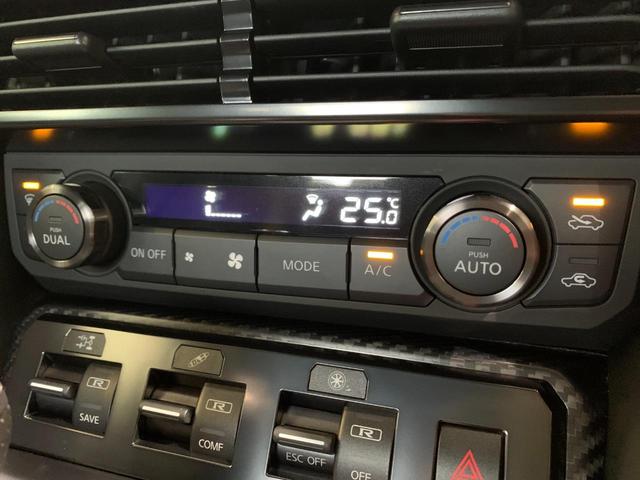 25.0 °C
PUSH
DUAL
ON OFF
MODE
A/C
PUSH
AUTO
R
SAVE
R
COMF
ESC OFF
R
OFF